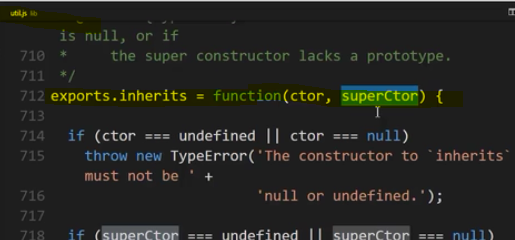 util.js lib
is null, or if
710 * the super constructor lacks a prototype.
711 */
712 exports.inherits = function(ctor, superCtor) {
713
714 if (ctor === undefined || ctor === null)
715 throw new TypeError('The constructor to `inherits`
must not be ' +
716 'null or undefined.');
717
718 if (superCtor === undefined || superCtor === null)